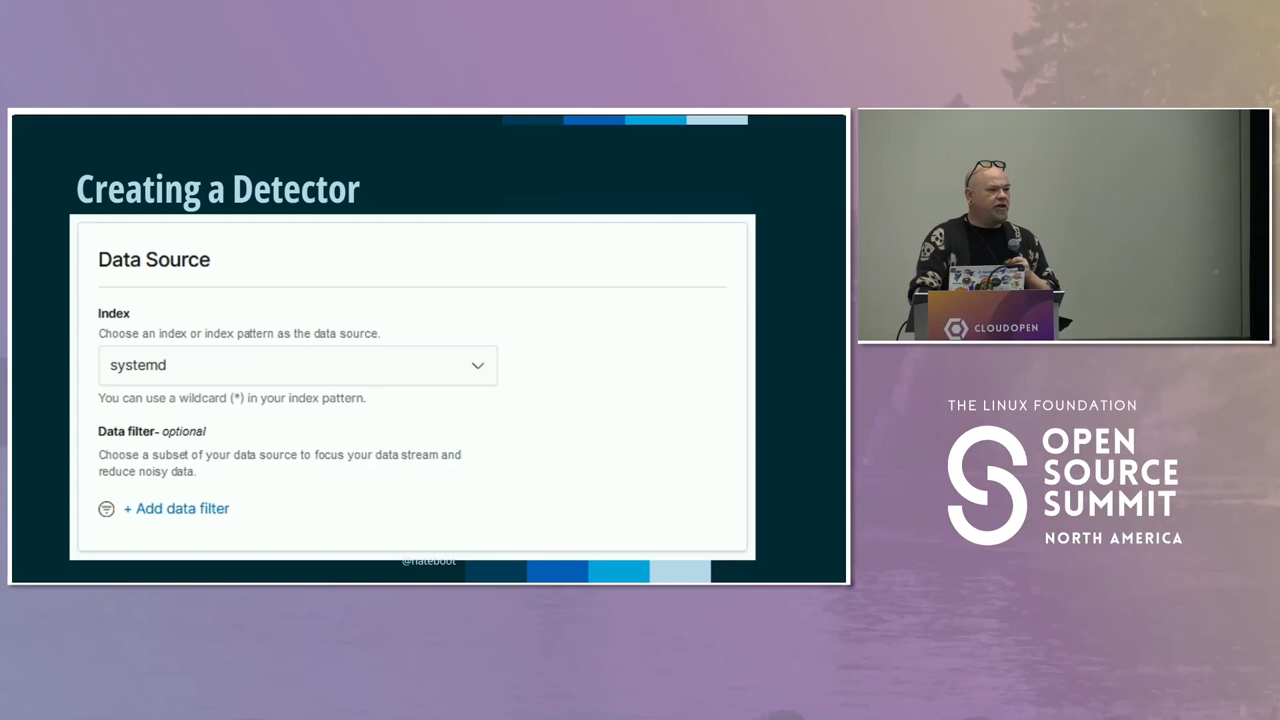 Creating a Detector
Data Source
Index
Choose an index or index pattern as the data source.
systemd
You can use a wildcard (*) in your index pattern.
Data filter- optional
Choose a subset of your data source to focus your data stream and
reduce noisy data.
+ Add data filter
@nateboot
CLOUDOPEN
THE LINUX FOUNDATION
OPEN
SOURCE
SUMMIT
NORTH AMERICA